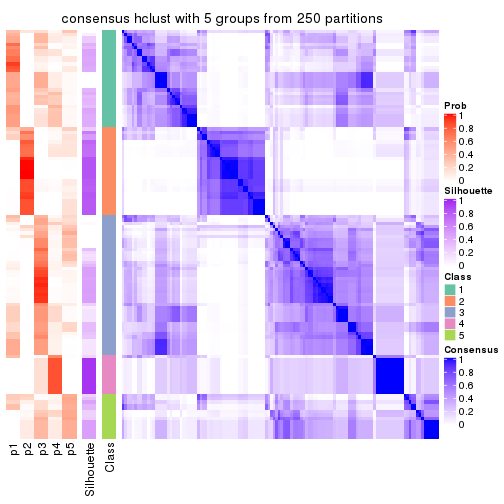 consensus hclust with 5 groups from 250 partitions
Prob
1
0.8
0.6
0.4
0.2
0
Silhouette
1
0.8
0.6
0.4
0.2
0
Class
1
2
3
4
5
Consensus
1
0.8
0.6
0.4
0.2
0
p1
p2
p3
p4
p5
Silhouette
Class